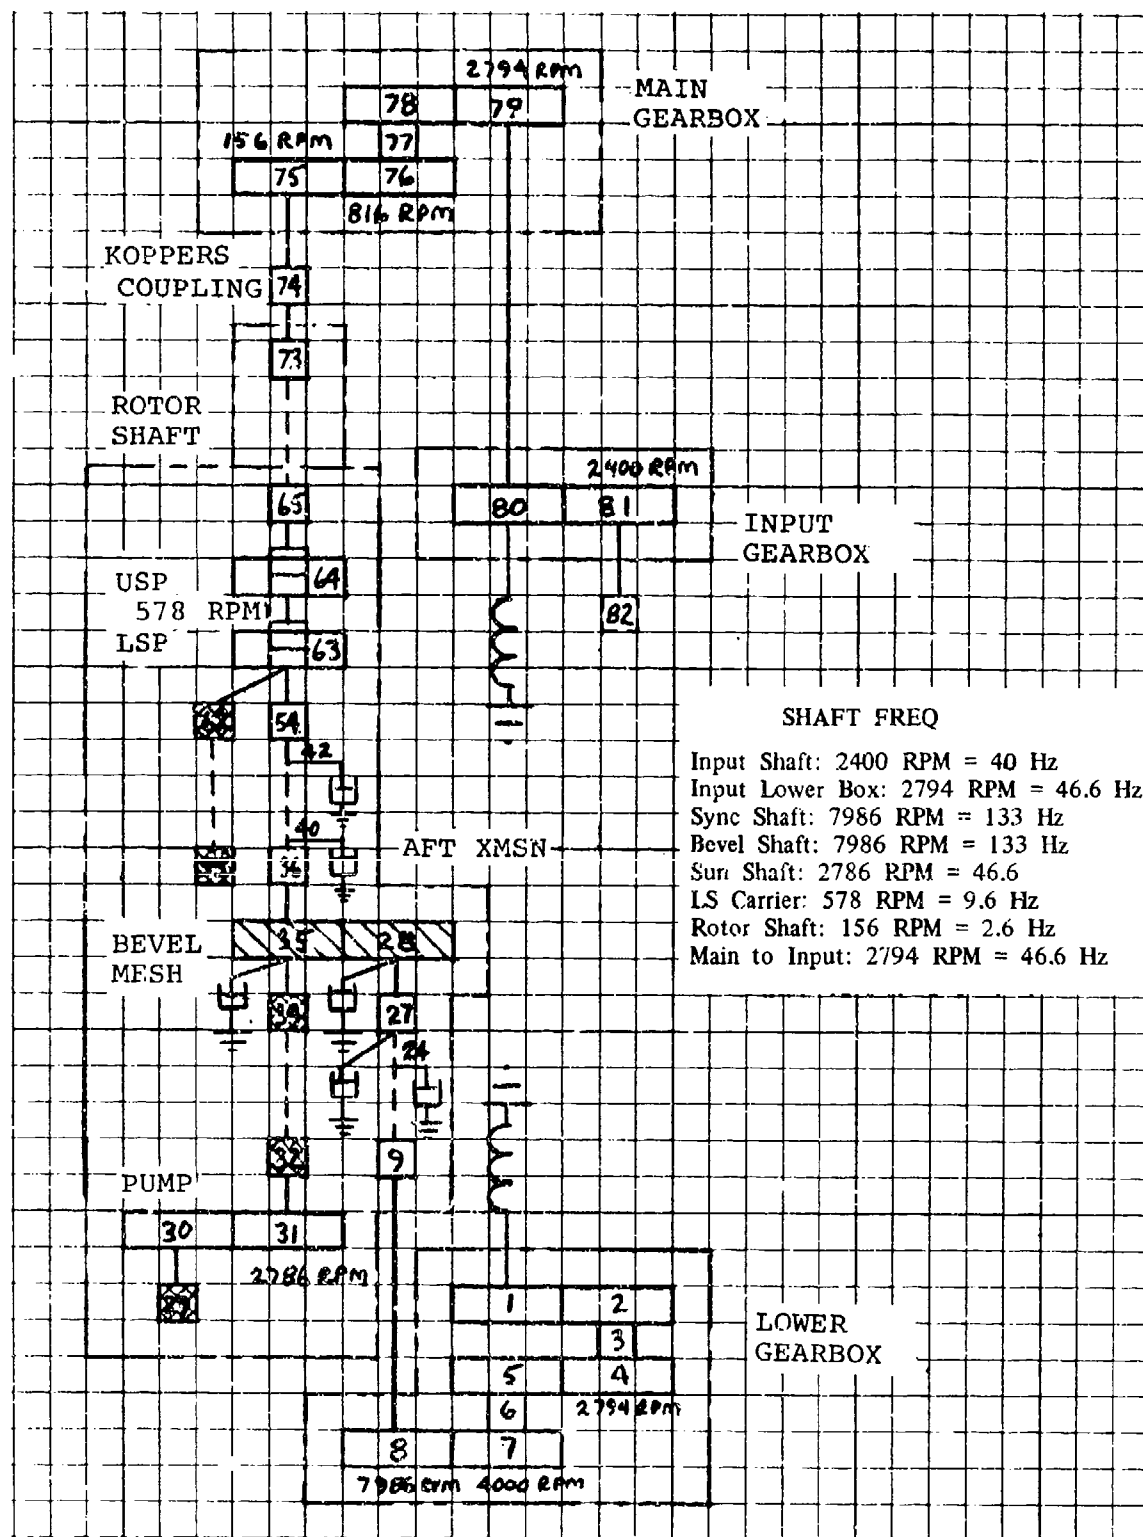 2794 RPM
MAIN
GEARBOX
78 79
156 RPM 77
75 76
816 RPM
KOPPERS
COUPLING 74
73
ROTOR
SHAFT
2400 RPM
65 80 81
INPUT
GEARBOX
USP 64
578 RPM
82
LSP 63
54
SHAFT FREQ
42
Input Shaft: 2400 RPM = 40 Hz
Input Lower Box: 2794 RPM = 46.6 Hz
Sync Shaft: 7986 RPM = 133 Hz
Bevel Shaft: 7986 RPM = 133 Hz
Sun Shaft: 2786 RPM = 46.6
LS Carrier: 578 RPM = 9.6 Hz
Rotor Shaft: 156 RPM = 2.6 Hz
Main to Input: 2794 RPM = 46.6 Hz
40
AFT XMSN
36
BEVEL
MESH
35 28
27
24
32 9
PUMP
30 31
2786 RPM
1 2
3
LOWER
GEARBOX
5 4
6 2794 RPM
8 7
7986 RPM 4000 RPM